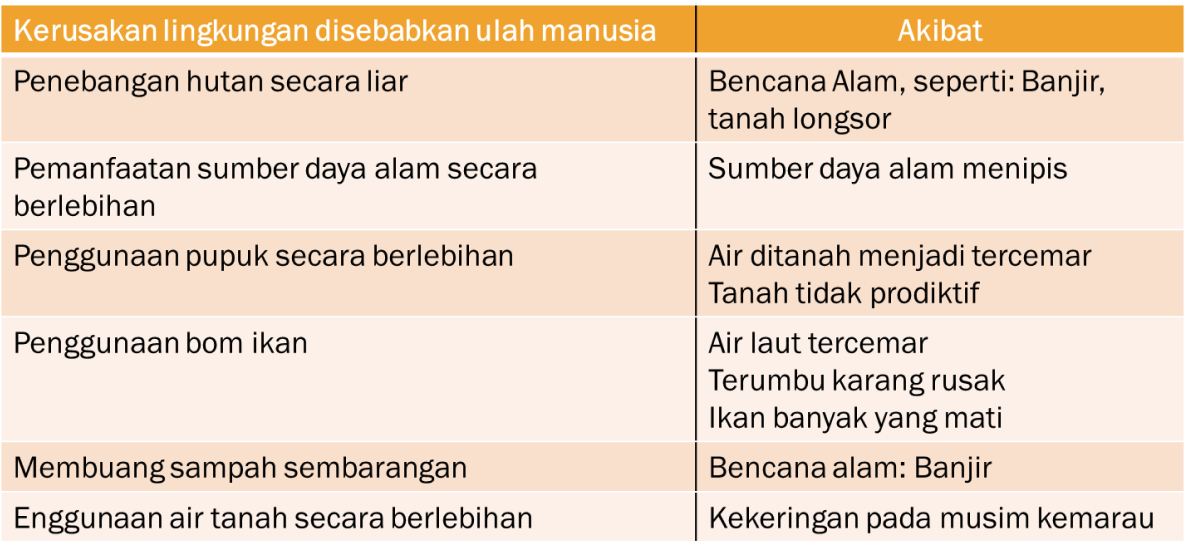 Kerusakan lingkungan disebabkan ulah manusia
Akibat
Penebangan hutan secara liar
Bencana Alam, seperti: Banjir,
tanah longsor
Pemanfaatan sumber daya alam secara
berlebihan
Sumber daya alam menipis
Penggunaan pupuk secara berlebihan
Air ditanah menjadi tercemar
Tanah tidak prodiktif
Penggunaan bom ikan
Air laut tercemar
Terumbu karang rusak
Ikan banyak yang mati
Membuang sampah sembarangan
Bencana alam: Banjir
Enggunaan air tanah secara berlebihan
Kekeringan pada musim kemarau